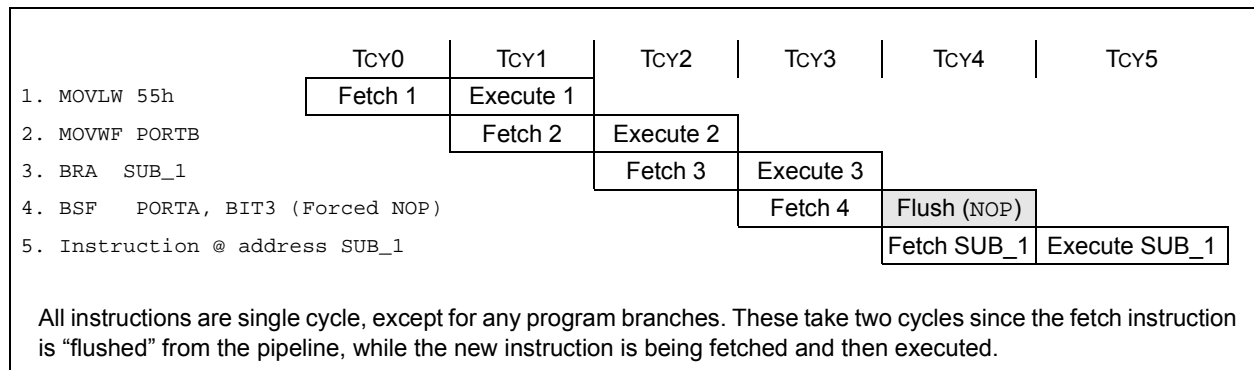 TCY0 TCY1 TCY2 TCY3 TCY4 TCY5
1. MOVLW 55h Fetch 1 Execute 1
2. MOVWF PORTB Fetch 2 Execute 2
3. BRA SUB_1 Fetch 3 Execute 3
4. BSF PORTA, BIT3 (Forced NOP) Fetch 4 Flush (NOP)
5. Instruction @ address SUB_1 Fetch SUB_1 Execute SUB_1
All instructions are single cycle, except for any program branches. These take two cycles since the fetch instruction
is “flushed” from the pipeline, while the new instruction is being fetched and then executed.